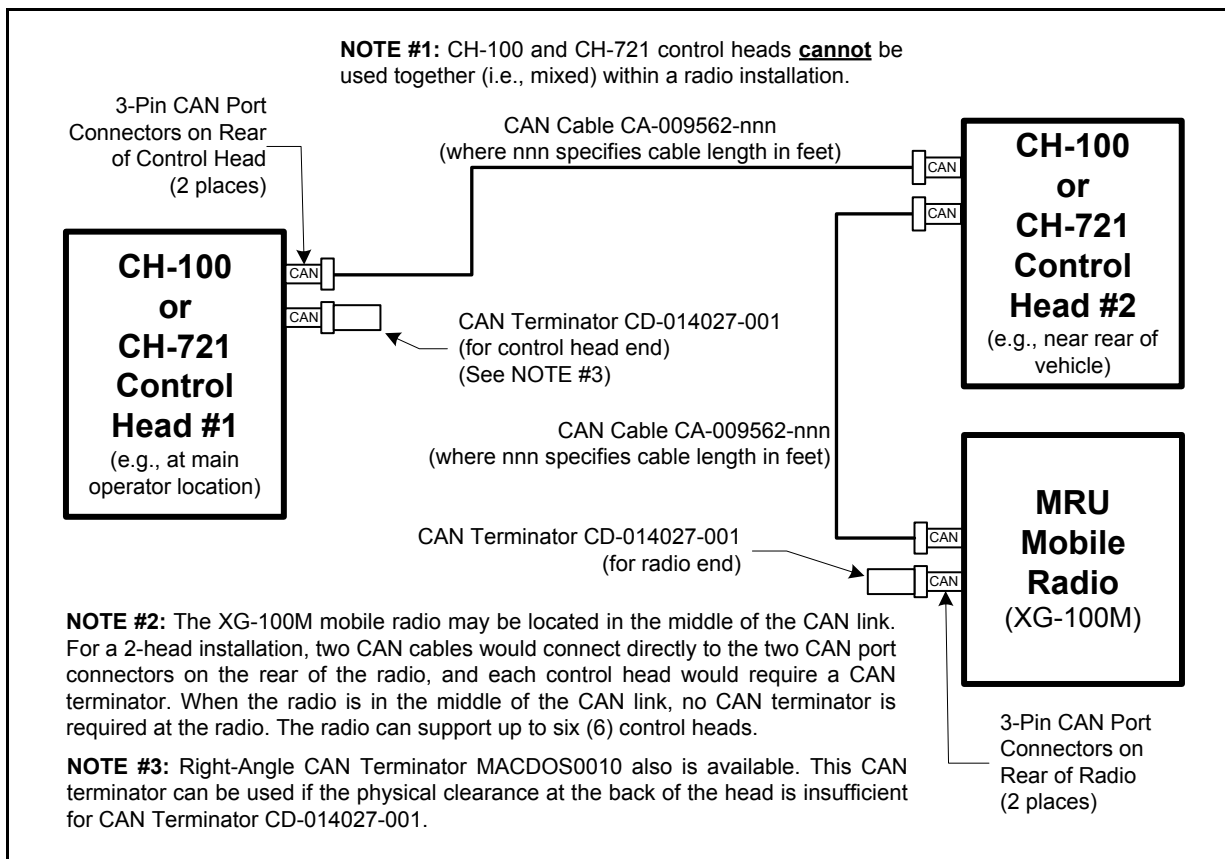 NOTE #1: CH-100 and CH-721 control heads cannot be
used together (i.e., mixed) within a radio installation.
3-Pin CAN Port
Connectors on Rear
of Control Head
(2 places)
CAN Cable CA-009562-nnn
(where nnn specifies cable length in feet)
CH-100
or
CH-721
Control
Head #1
(e.g., at main
operator location)
CAN
CAN
CAN Terminator CD-014027-001
(for control head end)
(See NOTE #3)
CAN
CAN
CH-100
or
CH-721
Control
Head #2
(e.g., near rear of
vehicle)
CAN Cable CA-009562-nnn
(where nnn specifies cable length in feet)
CAN Terminator CD-014027-001
(for radio end)
CAN
CAN
MRU
Mobile
Radio
(XG-100M)
3-Pin CAN Port
Connectors on
Rear of Radio
(2 places)
NOTE #2: The XG-100M mobile radio may be located in the middle of the CAN link.
For a 2-head installation, two CAN cables would connect directly to the two CAN port
connectors on the rear of the radio, and each control head would require a CAN
terminator. When the radio is in the middle of the CAN link, no CAN terminator is
required at the radio. The radio can support up to six (6) control heads.
NOTE #3: Right-Angle CAN Terminator MACDOS0010 also is available. This CAN
terminator can be used if the physical clearance at the back of the head is insufficient
for CAN Terminator CD-014027-001.